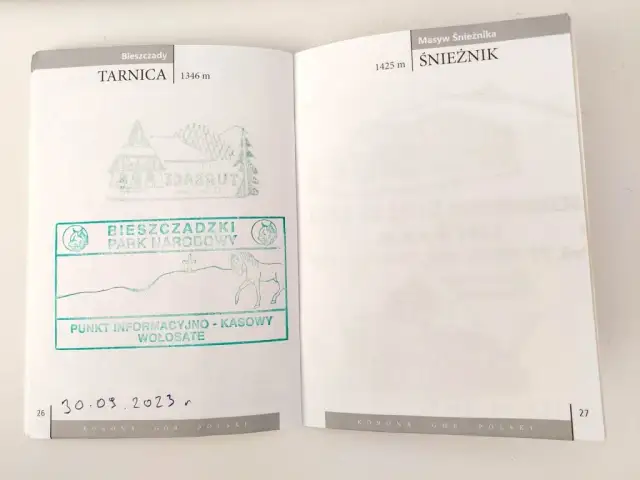 Bieszczady
TARNICA 1346 m
BIESZCZADZKI
PARK NARODOWY
PUNKT INFORMACYJNO - KASOWY
WOŁOSATE
30.09.2023 r
26
KORONA GÓR POLSKI
Masyw Śnieżnika
1425 m ŚNIEŻNIK
KORONA GÓR POLSKI
27